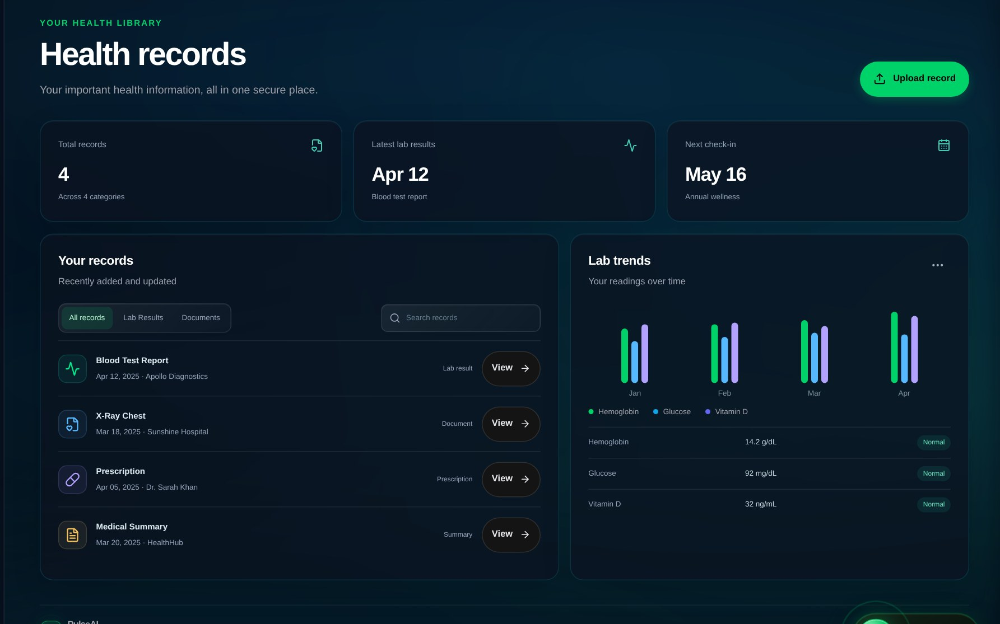 YOUR HEALTH LIBRARY
Health records
Your important health information, all in one secure place.
Upload record
Total records
4
Across 4 categories
Latest lab results
Apr 12
Blood test report
Next check-in
May 16
Annual wellness
Your records
Recently added and updated
All records Lab Results Documents
Search records
Blood Test Report
Apr 12, 2025 · Apollo Diagnostics
Lab result
View
X-Ray Chest
Mar 18, 2025 · Sunshine Hospital
Document
View
Prescription
Apr 05, 2025 · Dr. Sarah Khan
Prescription
View
Medical Summary
Mar 20, 2025 · HealthHub
Summary
View
Lab trends
Your readings over time
Jan Feb Mar Apr
Hemoglobin Glucose Vitamin D
Hemoglobin 14.2 g/dL Normal
Glucose 92 mg/dL Normal
Vitamin D 32 ng/mL Normal
PulseAI